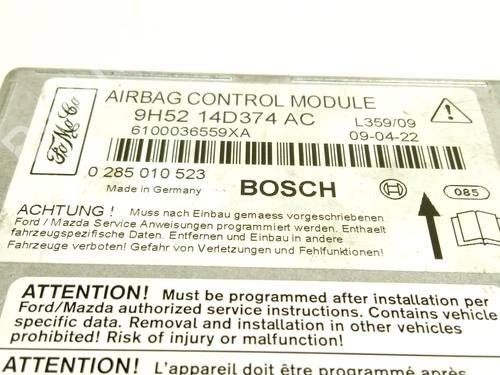 FoMoCo
AIRBAG CONTROL MODULE
9H52 14D374 AC
L359/09
6100036559XA
09-04-22
0 285 010 523
Made in Germany
BOSCH
085
ACHTUNG! Muss nach Einbau gemaess vorgeschriebenen
Ford / Mazda Service Anweisungen programmiert werden. Enthaelt
fahrzeugspezifische Daten. Entfernen und Einbau in andere
Fahrzeuge verboten! Gefahr von Verletzungen und Fehlfunktionen!
ATTENTION! Must be programmed after installation per
Ford/Mazda authorized service instructions. Contains vehicle
specific data. Removal and installation in other vehicles
prohibited! Risk of injury or malfunction!
ATTENTION! L'appareil doit être programmé après